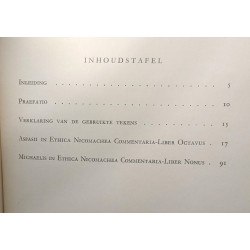 INHOUDSTAFEL
INLEIDING . . . . . . . . . . . . . . . . . . . . 5
PRAEFATIO . . . . . . . . . . . . . . . . . . . . 10
VERKLARING VAN DE GEBRUIKTE TEKENS . . . . . . . . . . 15
ASPASII IN ETHICA NICOMACHEA COMMENTARIA-LIBER OCTAVUS . . 17
MICHAELIS IN ETHICA NICOMACHEA COMMENTARIA-LIBER NONUS . . 91